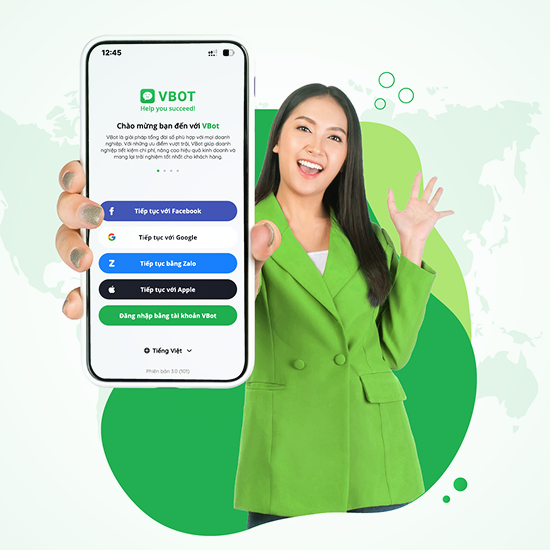 12:45
VBOT
Help you succeed!
Chào mừng bạn đến với VBot
VBot là giải pháp tổng đài số phù hợp với mọi doanh
nghiệp. Với những ưu điểm vượt trội, VBot giúp doanh
nghiệp tiết kiệm chi phí, nâng cao hiệu quả kinh doanh và
mang lại trải nghiệm tốt nhất cho khách hàng.
Tiếp tục với Facebook
Tiếp tục với Google
Tiếp tục bằng Zalo
Tiếp tục với Apple
Đăng nhập bằng tài khoản VBot
Tiếng Việt
Phiên bản 3.0 (101)